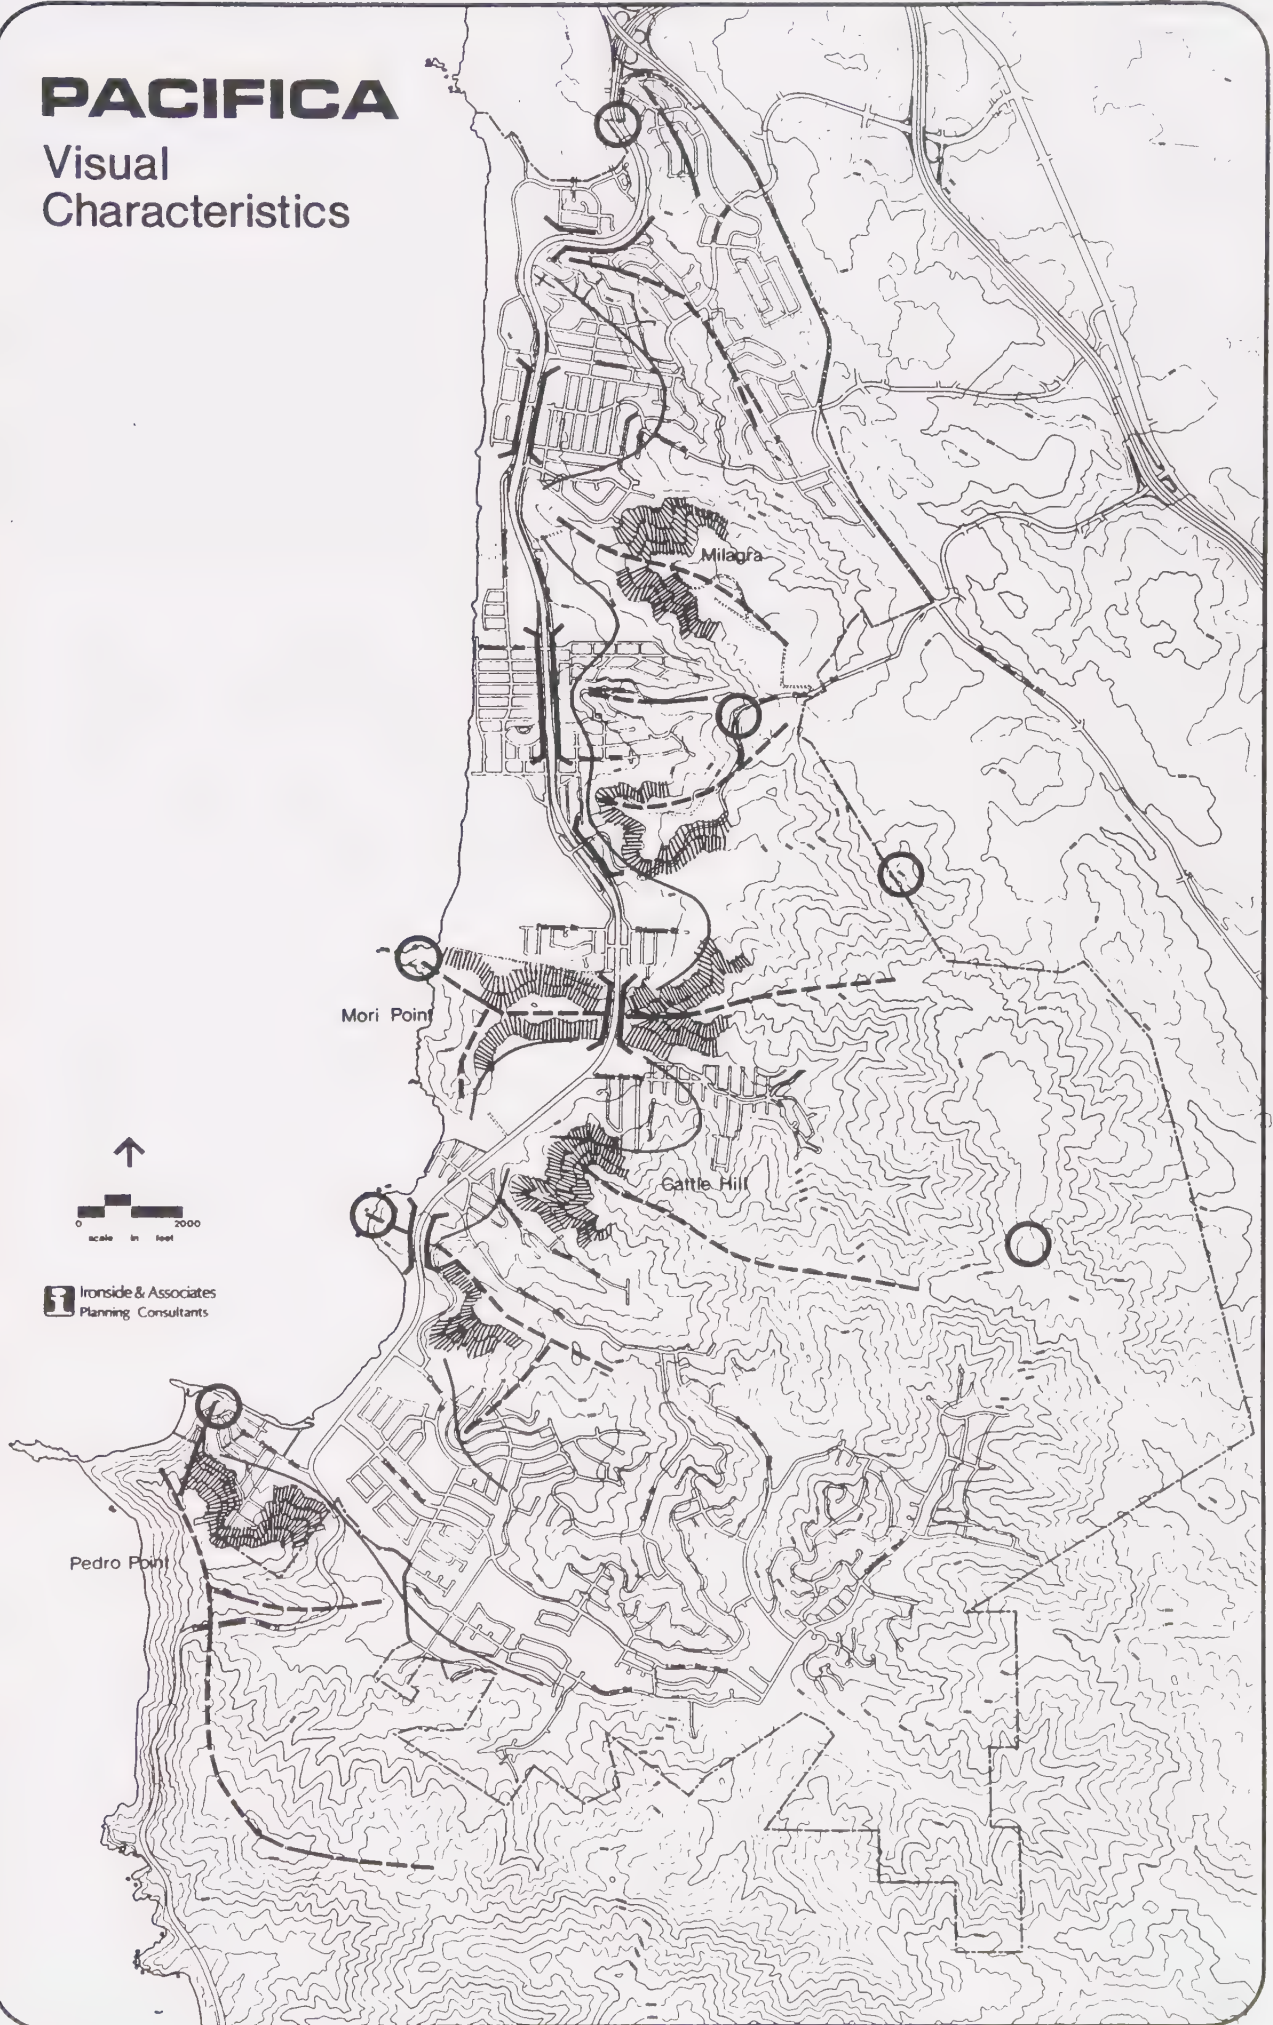 PACIFICA
Visual
Characteristics
Milagra
Mori Point
Cattle Hill
0 2000
scale in feet
Ironside & Associates
Planning Consultants
Pedro Point